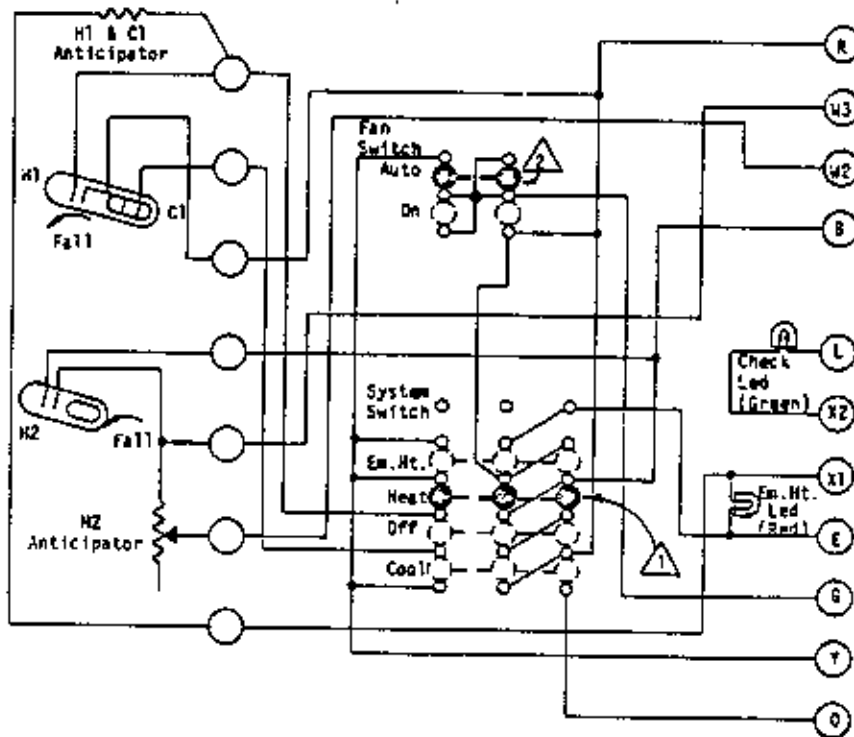 H1 & C1
Anticipator
R
W3
Fan
Switch
Auto
2
W2
H1
C1
On
Fall
B
Check
Led
(Green)
L
X2
System
Switch
H2
Fall
Em.Ht.
X1
Heat
Em.Ht.
Led
(Red)
H2
Anticipator
Off
E
Cool
1
G
Y
O